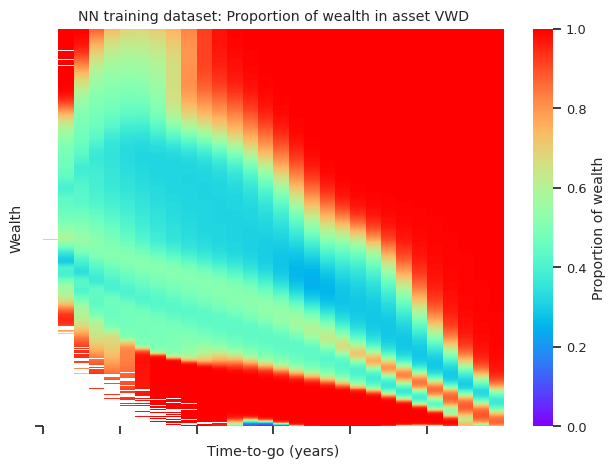 NN training dataset: Proportion of wealth in asset VWD
Wealth
Time-to-go (years)
1.0
0.8
0.6
0.4
0.2
0.0
Proportion of wealth